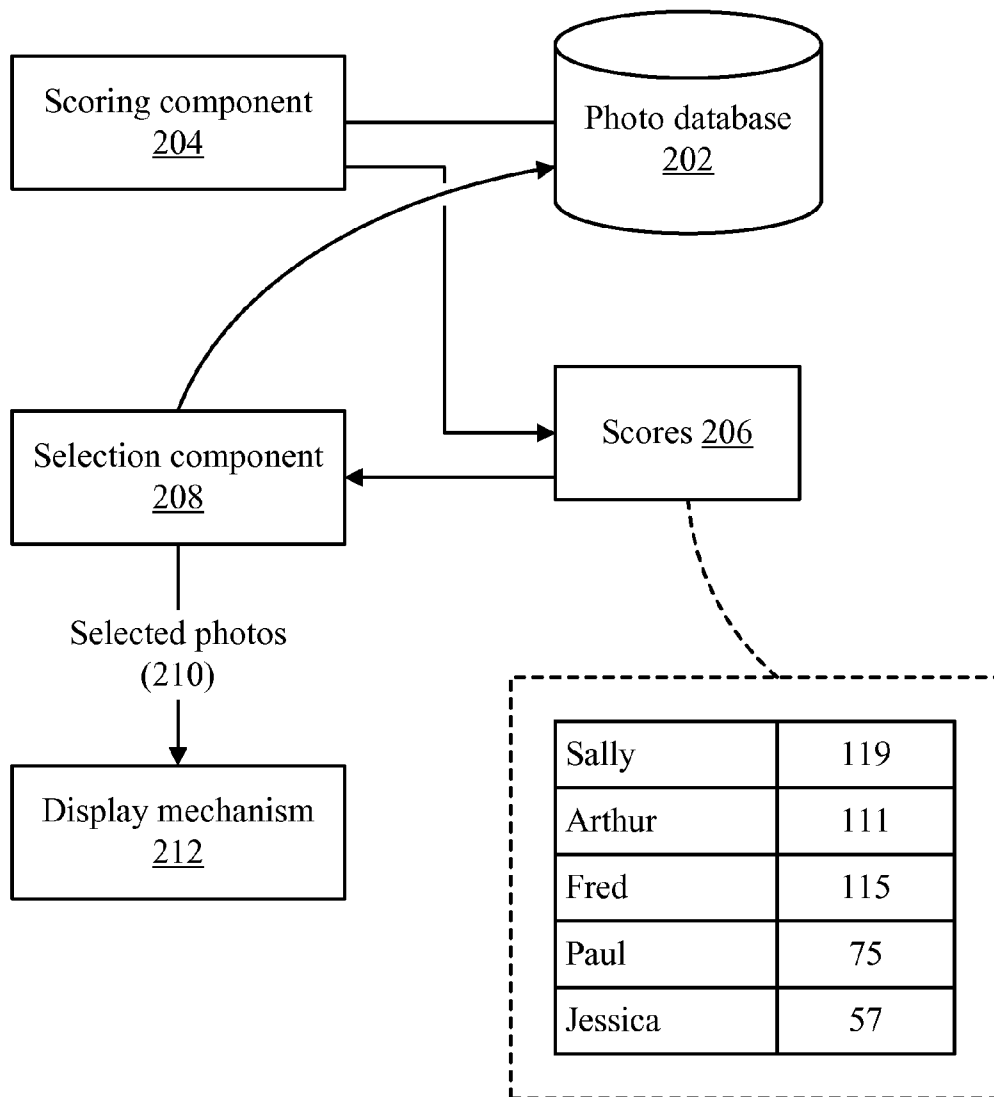 Scoring component
204
Photo database
202
Selection component
208
Scores 206
Selected photos
(210)
Display mechanism
212
Sally 119
Arthur 111
Fred 115
Paul 75
Jessica 57